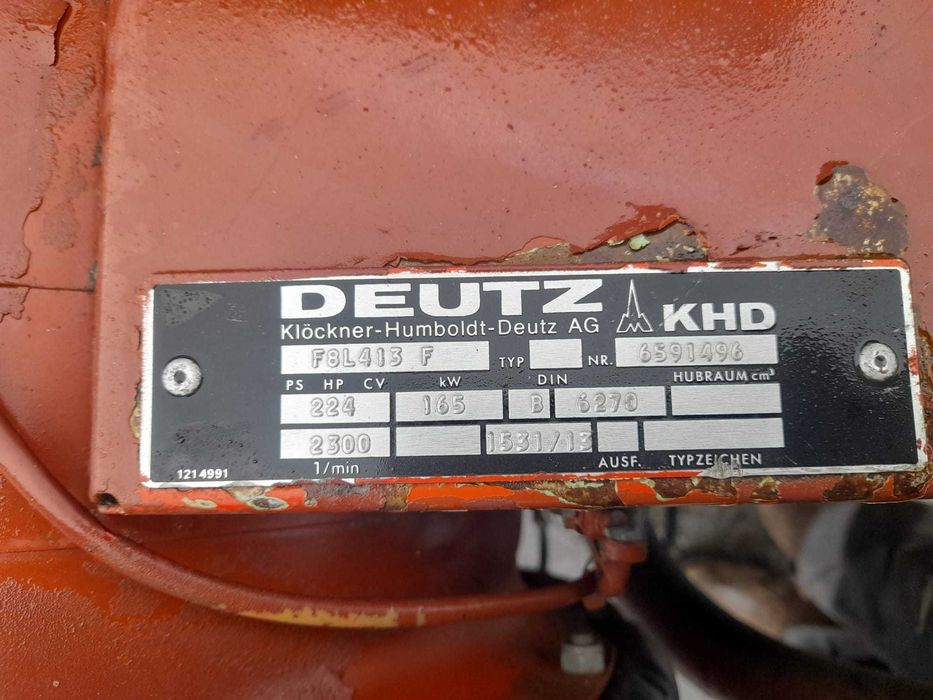 DEUTZ
Klöckner-Humboldt-Deutz AG KHD
F8L413 F TYP NR. 6591496
PS HP CV kW DIN HUBRAUM cm³
224 165 B 6270
2300 1531/13
1214991 1/min AUSF. TYPZEICHEN